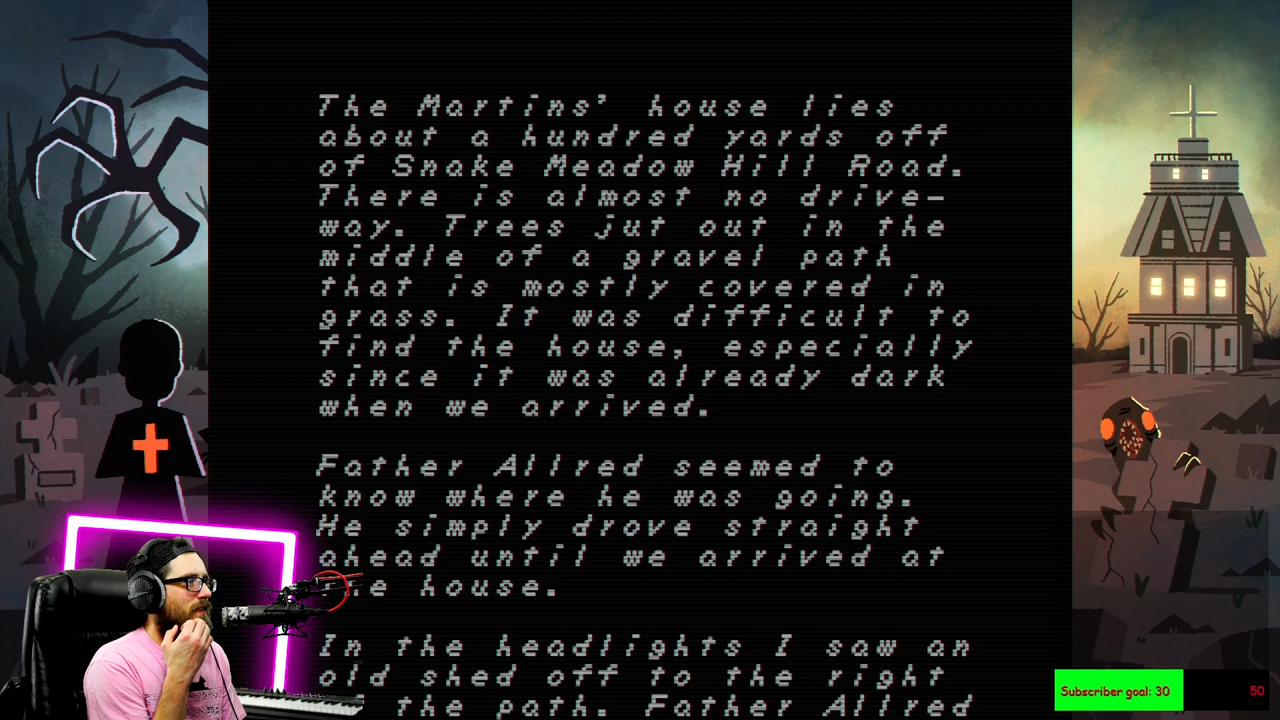 The Martins' house lies
about a hundred yards off
of Snake Meadow Hill Road.
There is almost no drive-
way. Trees jut out in the
middle of a gravel path
that is mostly covered in
grass. It was difficult to
find the house, especially
since it was already dark
when we arrived.
Father Allred seemed to
know where he was going.
He simply drove straight
ahead until we arrived at
house.
In the headlights I saw an
old shed off to the right
the path. Father Allred
Subscriber goal: 30
50